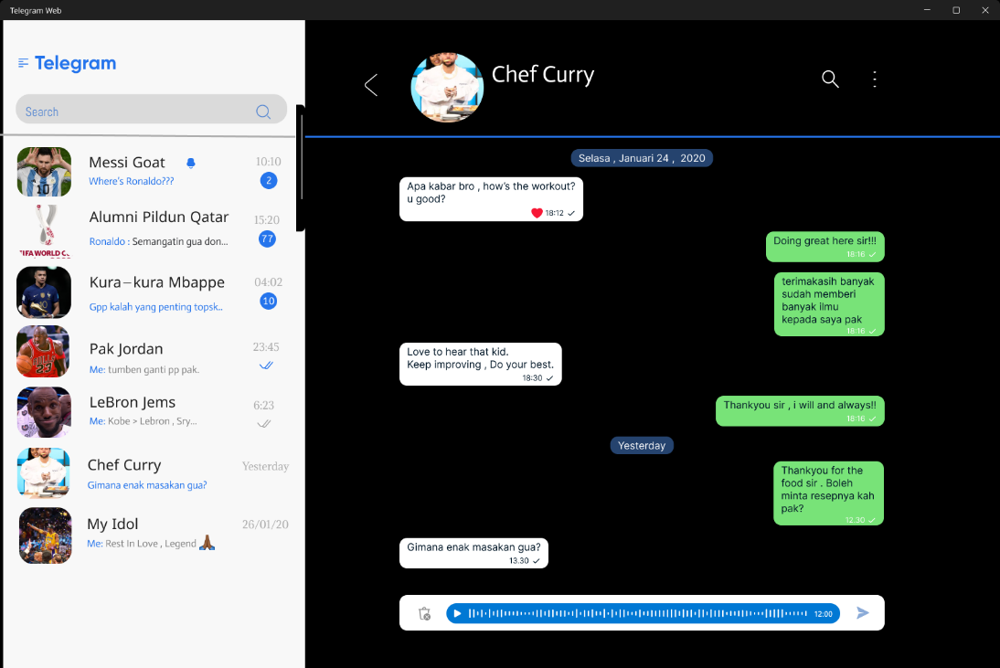 Telegram Web
Telegram
Search
Messi Goat
10:10
Where's Ronaldo???
2
Alumni Pildun Qatar
15:20
Ronaldo : Semangatin gua don...
77
Kura-kura Mbappe
04:02
Gpp kalah yang penting topsk..
10
Pak Jordan
23:45
Me: tumben ganti pp pak.
LeBron Jems
6:23
Me: Kobe > Lebron , Sry...
Chef Curry
Yesterday
Gimana enak masakan gua?
My Idol
26/01/20
Me: Rest In Love , Legend 🙏🏾
Chef Curry
Selasa , Januari 24 , 2020
Apa kabar bro , how's the workout?
u good?
❤️ 18:12
Doing great here sir!!!
18:16
terimakasih banyak
sudah memberi
banyak ilmu
kepada saya pak
18:16
Love to hear that kid.
Keep improving , Do your best.
18:30
Thankyou sir , i will and always!!
18:16
Yesterday
Thankyou for the
food sir . Boleh
minta resepnya kah
pak?
12.30
Gimana enak masakan gua?
13.30
12:00